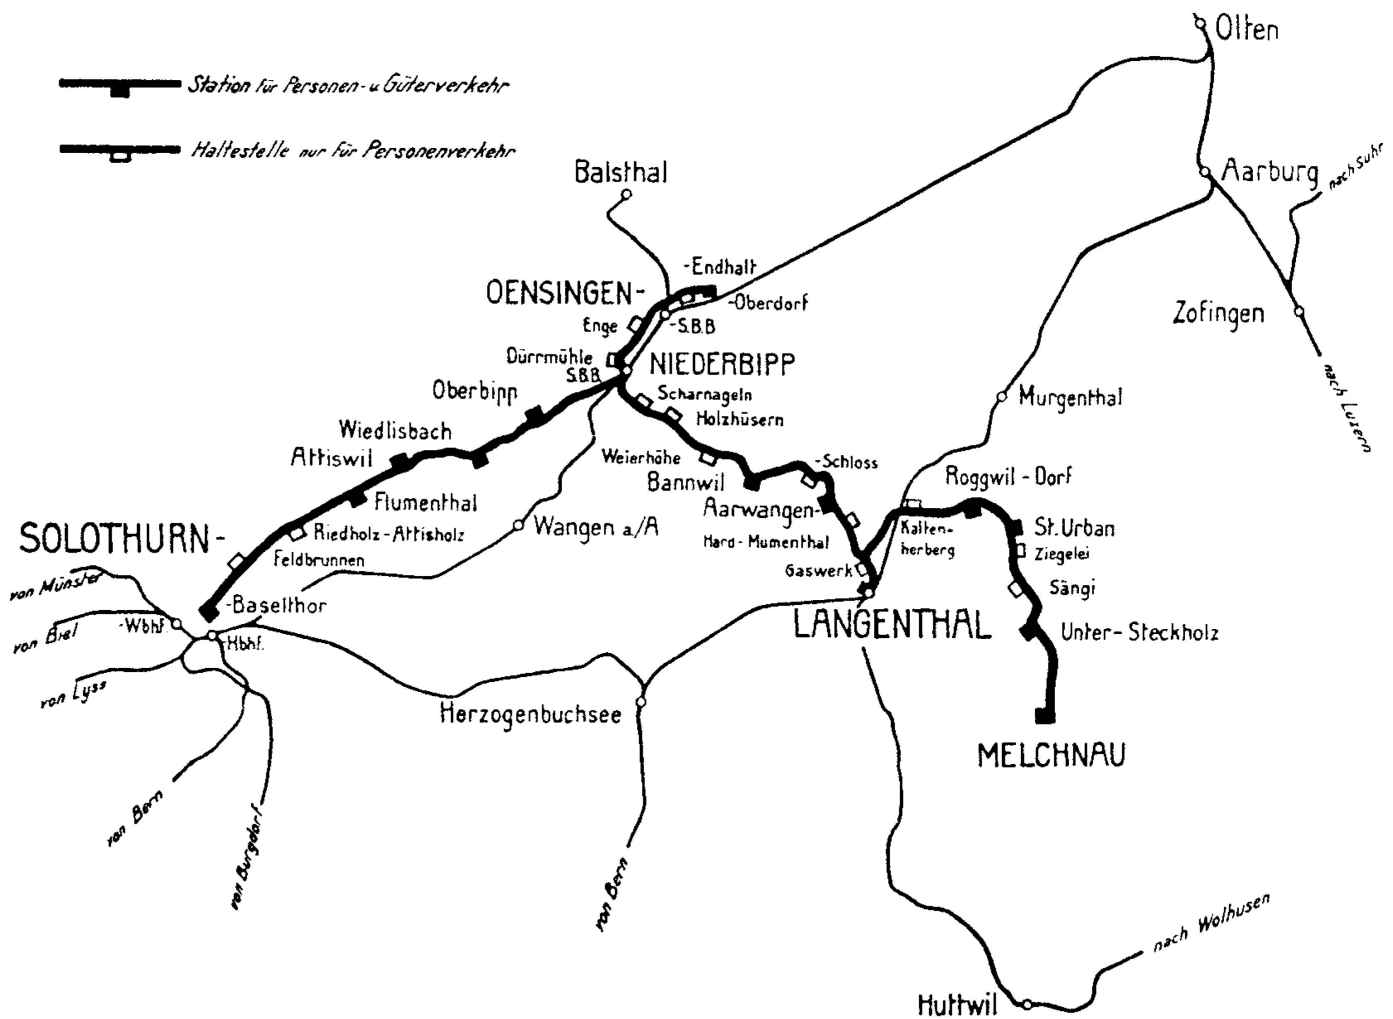 Olten
Station für Personen- u. Güterverkehr
Haltestelle nur für Personenverkehr
Balsthal
Aarburg
nach Suhr
-Endhalt
OENSINGEN-
-Oberdorf
Enge
-S.B.B
Zofingen
Dürrmühle
S.B.B.
NIEDERBIPP
Oberbipp
Scharnageln
Murgenthal
nach Luzern
Holzhüsern
Wiedlisbach
Attiswil
Weierhöhe
-Schloss
Bannwil
Roggwil - Dorf
Flumenthal
Aarwangen-
SOLOTHURN-
Riedholz-Attisholz
Wangen a/A
Kalten-
herberg
St. Urban
Hard-Mumenthal
Ziegelei
Feldbrunnen
Gaswerk
Sängi
von Münster
-Baselthor
-Wbhf.
LANGENTHAL
Unter-Steckholz
von Biel
-Hbhf.
von Lyss
Herzogenbuchsee
MELCHNAU
von Bern
von Burgdorf
von Bern
nach Wolhusen
Huttwil